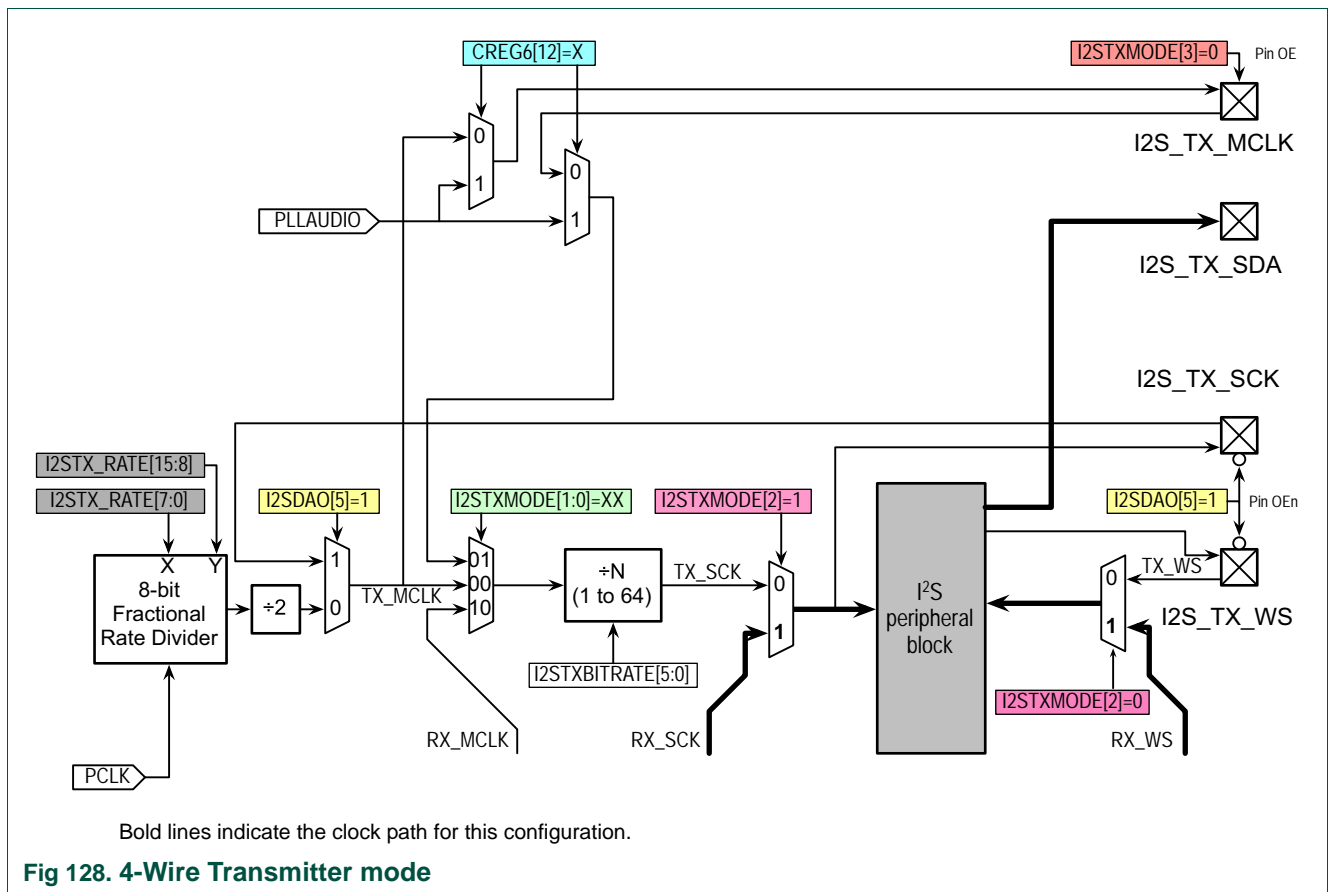 CREG6[12]=X
I2STXMODE[3]=0
Pin OE
0
1
0
1
I2S_TX_MCLK
PLLAUDIO
I2S_TX_SDA
I2S_TX_SCK
I2STX_RATE[15:8]
I2STX_RATE[7:0]
I2SDAO[5]=1
I2STXMODE[1:0]=XX
I2STXMODE[2]=1
I2SDAO[5]=1
Pin OEn
X
Y
8-bit
Fractional
Rate Divider
÷2
1
0
TX_MCLK
01
00
10
÷N
(1 to 64)
TX_SCK
0
1
I²S
peripheral
block
0
1
TX_WS
I2S_TX_WS
I2STXBITRATE[5:0]
I2STXMODE[2]=0
RX_MCLK
RX_SCK
RX_WS
PCLK
Bold lines indicate the clock path for this configuration.
Fig 128. 4-Wire Transmitter mode